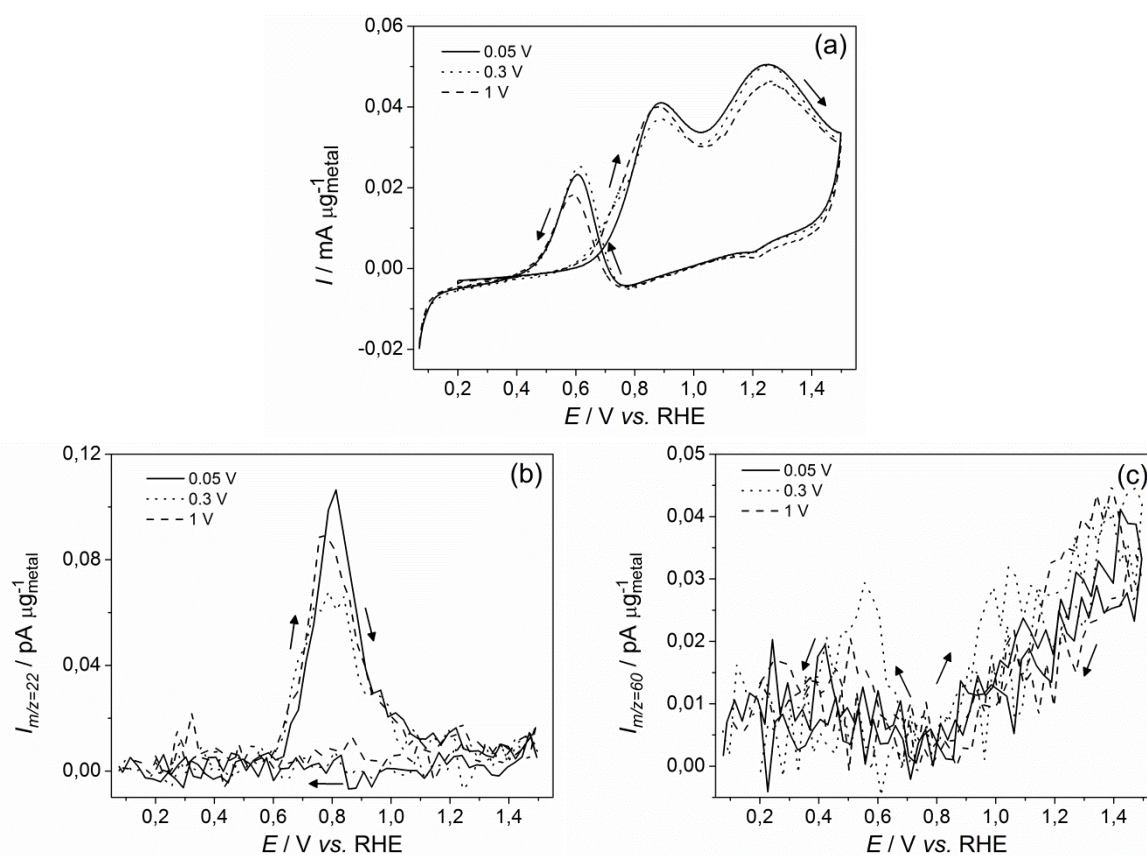 (a)
0.05 V
0.3 V
1 V
0,06
0,04
0,02
0,00
-0,02
I / mA μg⁻¹metal
0,2 0,4 0,6 0,8 1,0 1,2 1,4
E / V vs. RHE
(b)
0.05 V
0.3 V
1 V
0,12
0,08
0,04
0,00
I m/z=22 / pA μg⁻¹metal
0,2 0,4 0,6 0,8 1,0 1,2 1,4
E / V vs. RHE
(c)
0.05 V
0.3 V
1 V
0,05
0,04
0,03
0,02
0,01
0,00
I m/z=60 / pA μg⁻¹metal
0,2 0,4 0,6 0,8 1,0 1,2 1,4
E / V vs. RHE